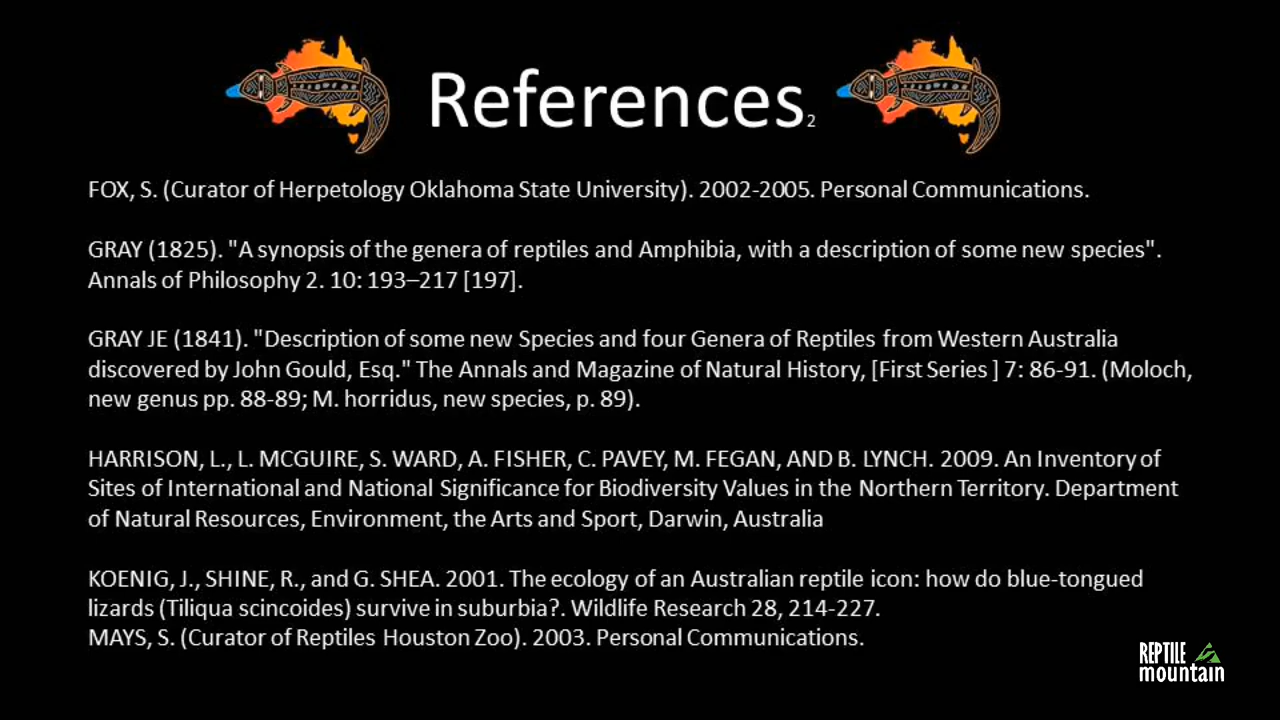 References2
FOX, S. (Curator of Herpetology Oklahoma State University). 2002-2005. Personal Communications.
GRAY (1825). "A synopsis of the genera of reptiles and Amphibia, with a description of some new species".
Annals of Philosophy 2. 10: 193–217 [197].
GRAY JE (1841). "Description of some new Species and four Genera of Reptiles from Western Australia
discovered by John Gould, Esq." The Annals and Magazine of Natural History, [First Series ] 7: 86-91. (Moloch,
new genus pp. 88-89; M. horridus, new species, p. 89).
HARRISON, L., L. MCGUIRE, S. WARD, A. FISHER, C. PAVEY, M. FEGAN, AND B. LYNCH. 2009. An Inventory of
Sites of International and National Significance for Biodiversity Values in the Northern Territory. Department
of Natural Resources, Environment, the Arts and Sport, Darwin, Australia
KOENIG, J., SHINE, R., and G. SHEA. 2001. The ecology of an Australian reptile icon: how do blue-tongued
lizards (Tiliqua scincoides) survive in suburbia?. Wildlife Research 28, 214-227.
MAYS, S. (Curator of Reptiles Houston Zoo). 2003. Personal Communications.
REPTILE
mountain